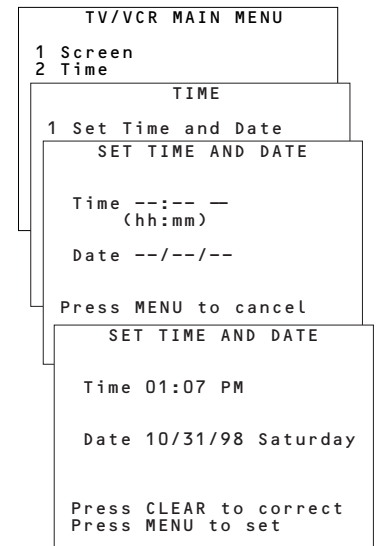 TV/VCR MAIN MENU
1 Screen
2 Time
TIME
1 Set Time and Date
SET TIME AND DATE
Time --:-- --
(hh:mm)
Date --/--/--
Press MENU to cancel
SET TIME AND DATE
Time 01:07 PM
Date 10/31/98 Saturday
Press CLEAR to correct
Press MENU to set